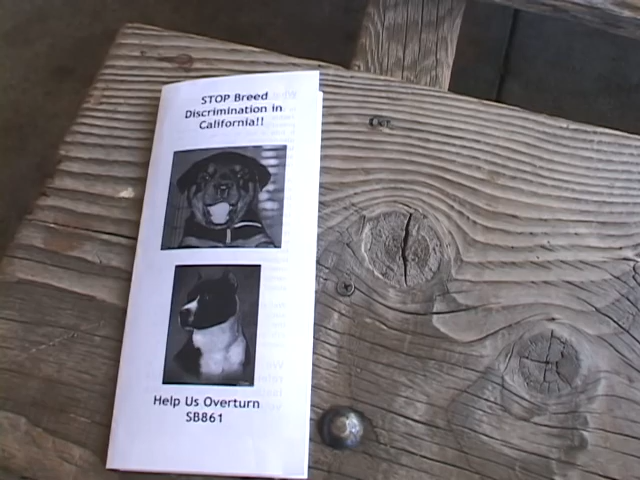 STOP Breed
Discrimination in
California!!
Help Us Overturn
SB861